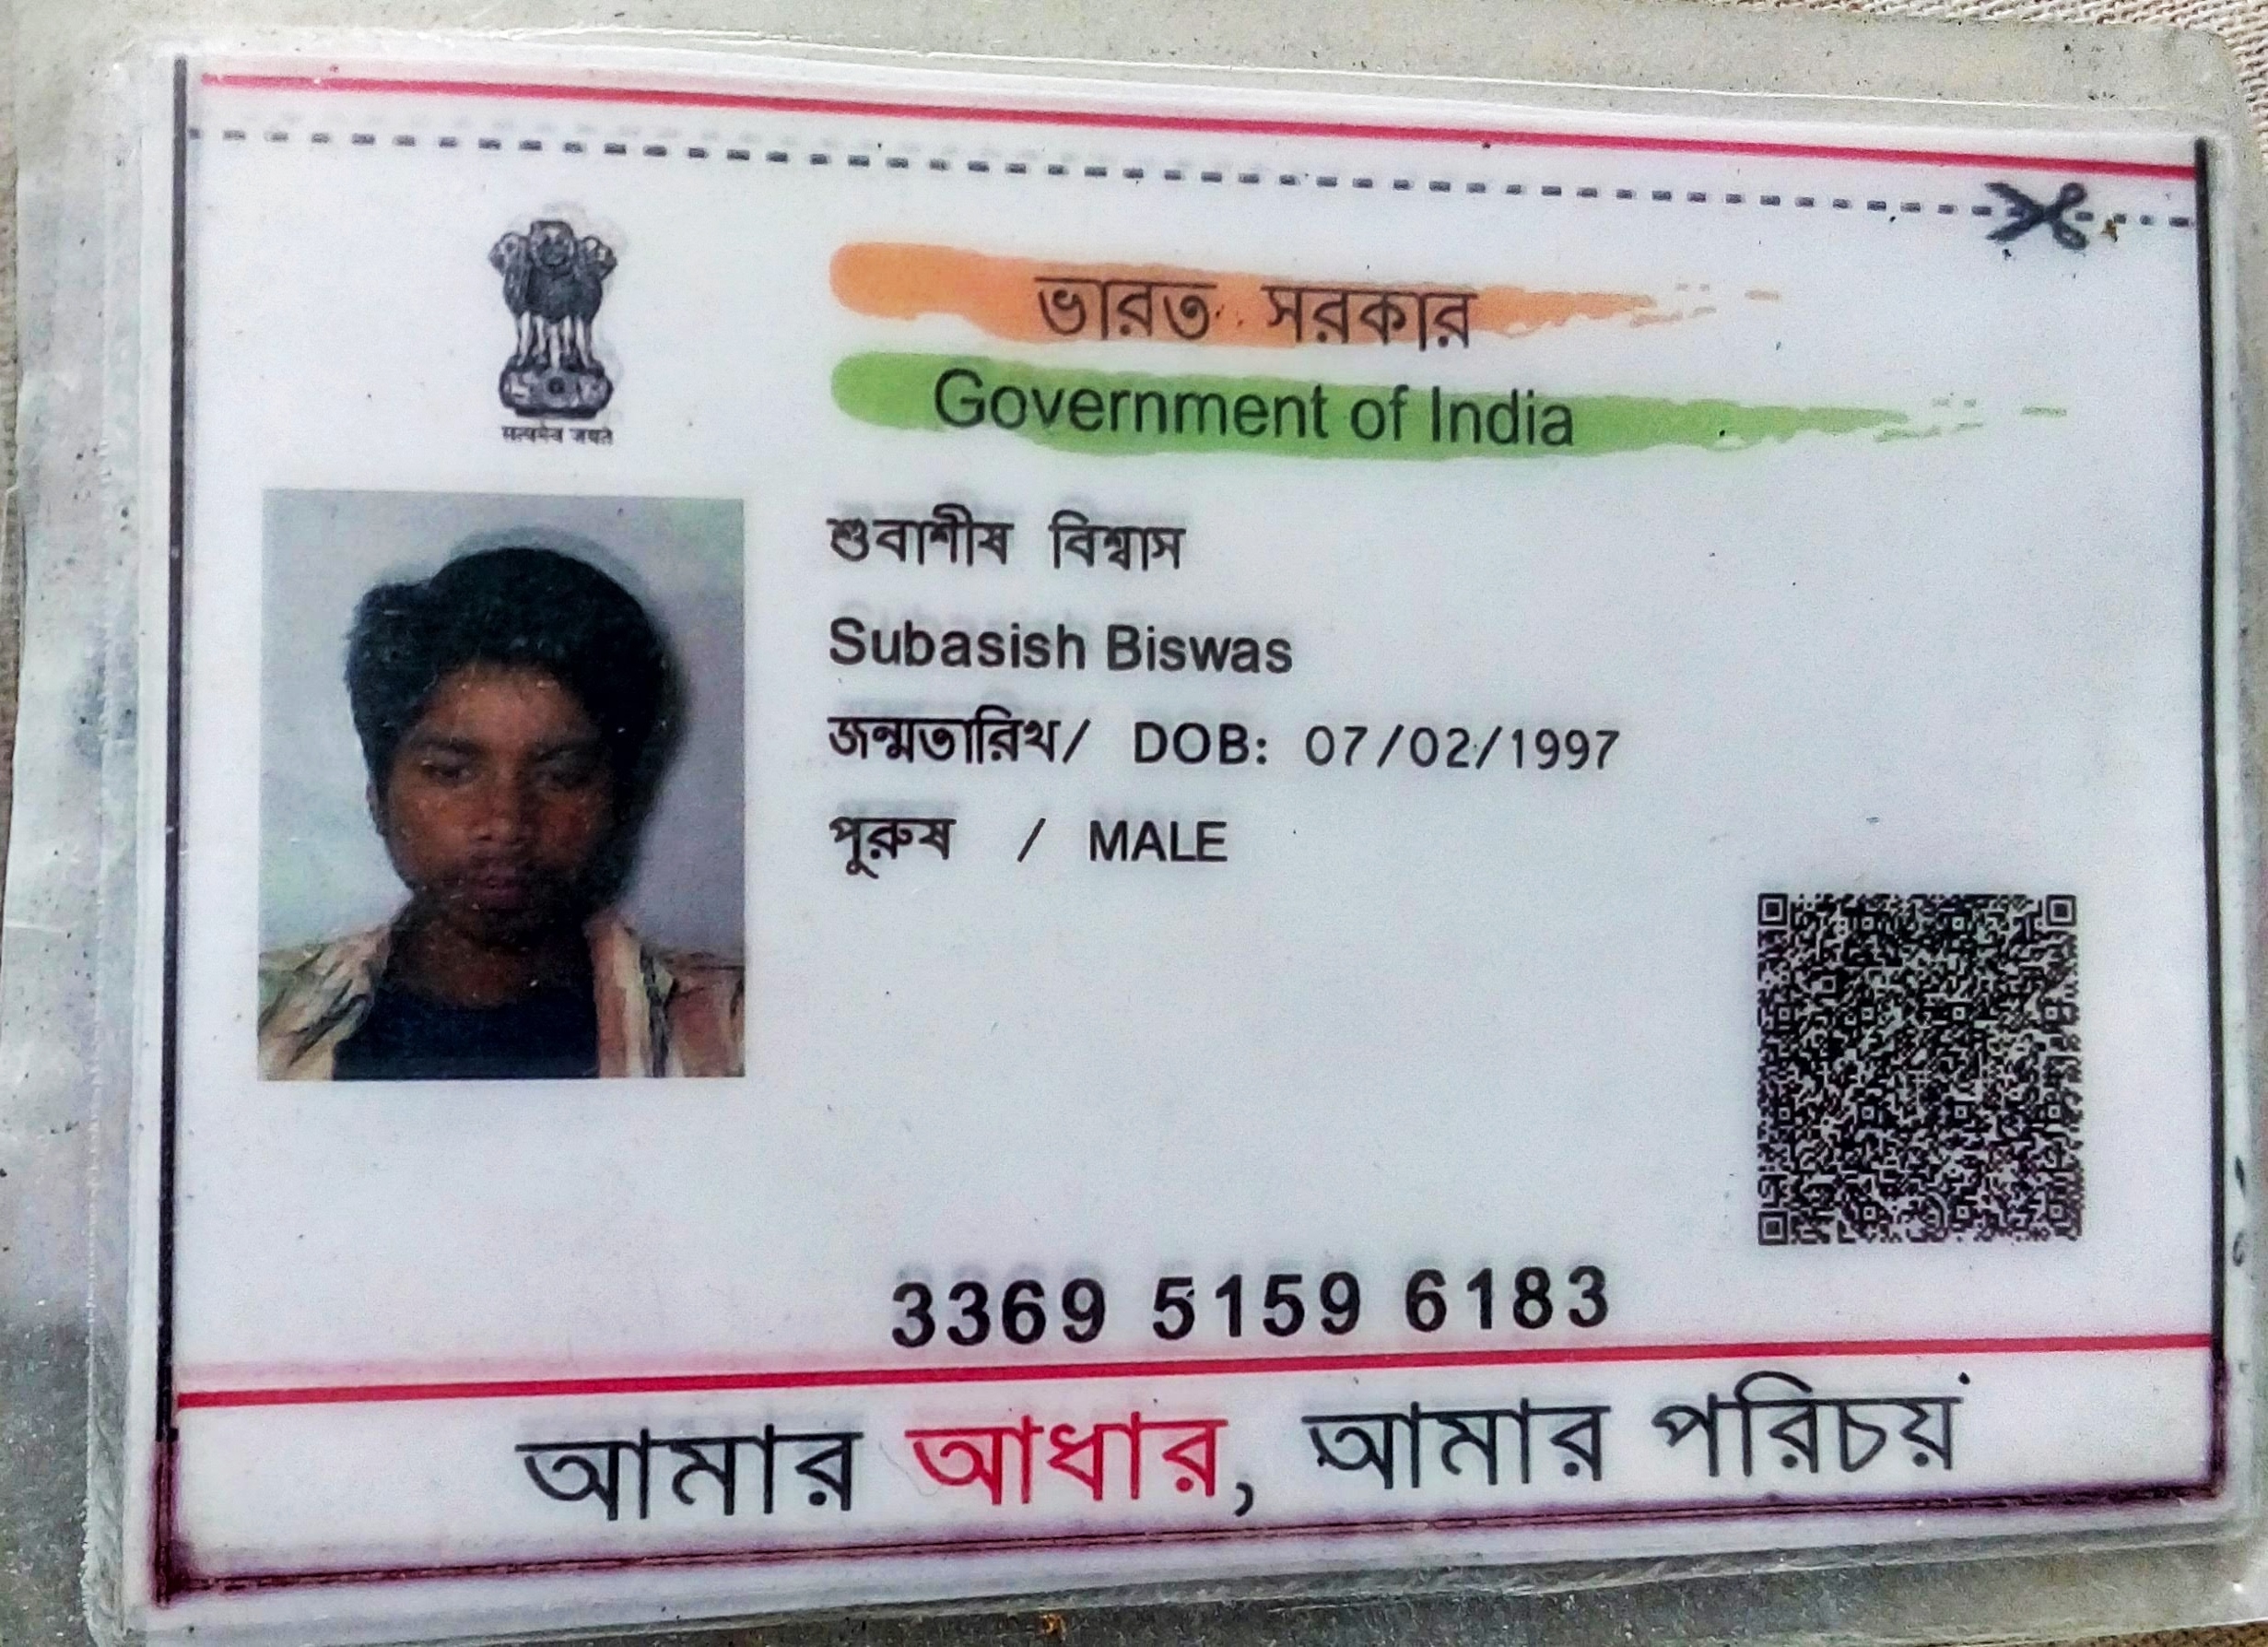 ভারত সরকার
Government of India
सत्यमेव जयते
শুবাশীষ বিশ্বাস
Subasish Biswas
জন্মতারিখ/ DOB: 07/02/1997
পুরুষ / MALE
3369 5159 6183
আমার আধার, আমার পরিচয়